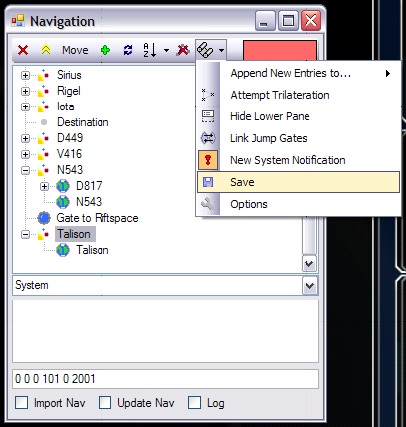 Navigation
Move
A
Z
Append New Entries to...
Attempt Trilateration
Hide Lower Pane
Link Jump Gates
New System Notification
Save
Options
Sirius
Rigel
Iota
Destination
D449
V416
N543
D817
N543
Gate to Riftspace
Talison
Talison
System
0 0 0 101 0 2001
Import Nav
Update Nav
Log